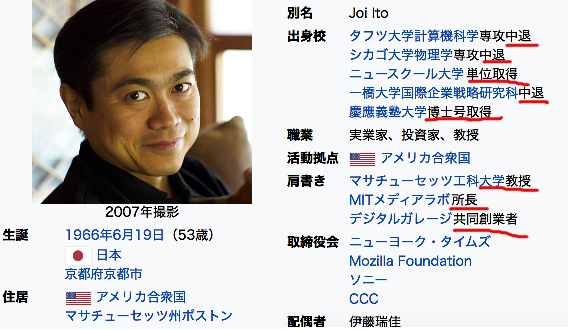 2007年撮影
生誕 1966年6月19日（53歳）
日本
京都府京都市
住居 アメリカ合衆国
マサチューセッツ州ボストン
別名 Joi Ito
出身校 タフツ大学計算機科学専攻中退
シカゴ大学物理学専攻中退
ニュースクール大学 単位取得
一橋大学国際企業戦略研究科中退
慶應義塾大学博士号取得
職業 実業家、投資家、教授
活動拠点 アメリカ合衆国
肩書き マサチューセッツ工科大学教授
MITメディアラボ所長
デジタルガレージ共同創業者
取締役会 ニューヨーク・タイムズ
Mozilla Foundation
ソニー
CCC
配偶者 伊藤瑞佳